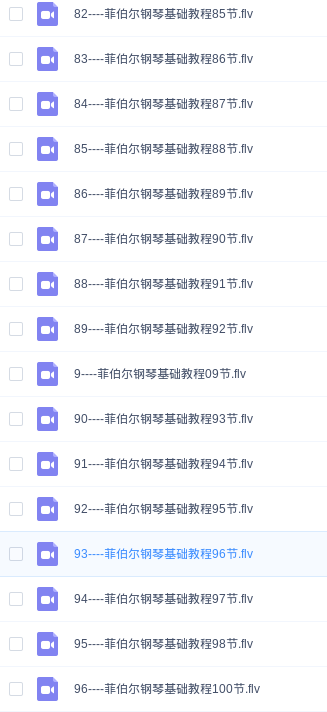 82----菲伯尔钢琴基础教程85节.flv
83----菲伯尔钢琴基础教程86节.flv
84----菲伯尔钢琴基础教程87节.flv
85----菲伯尔钢琴基础教程88节.flv
86----菲伯尔钢琴基础教程89节.flv
87----菲伯尔钢琴基础教程90节.flv
88----菲伯尔钢琴基础教程91节.flv
89----菲伯尔钢琴基础教程92节.flv
9----菲伯尔钢琴基础教程09节.flv
90----菲伯尔钢琴基础教程93节.flv
91----菲伯尔钢琴基础教程94节.flv
92----菲伯尔钢琴基础教程95节.flv
93----菲伯尔钢琴基础教程96节.flv
94----菲伯尔钢琴基础教程97节.flv
95----菲伯尔钢琴基础教程98节.flv
96----菲伯尔钢琴基础教程100节.flv